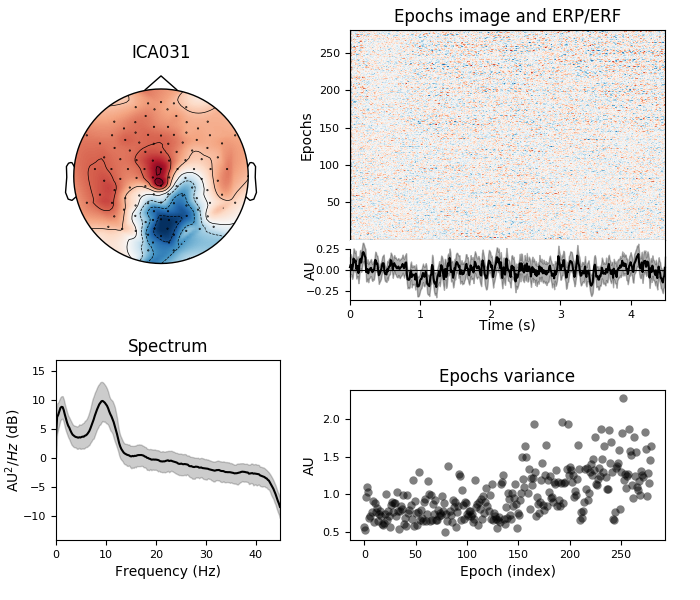 ICA031
Epochs image and ERP/ERF
Epochs
250
200
150
100
50
AU
0.25
0.00
−0.25
0 1 2 3 4
Time (s)
Spectrum
AU²/Hz (dB)
15
10
5
0
−5
−10
0 10 20 30 40
Frequency (Hz)
Epochs variance
AU
2.0
1.5
1.0
0.5
0 50 100 150 200 250
Epoch (index)